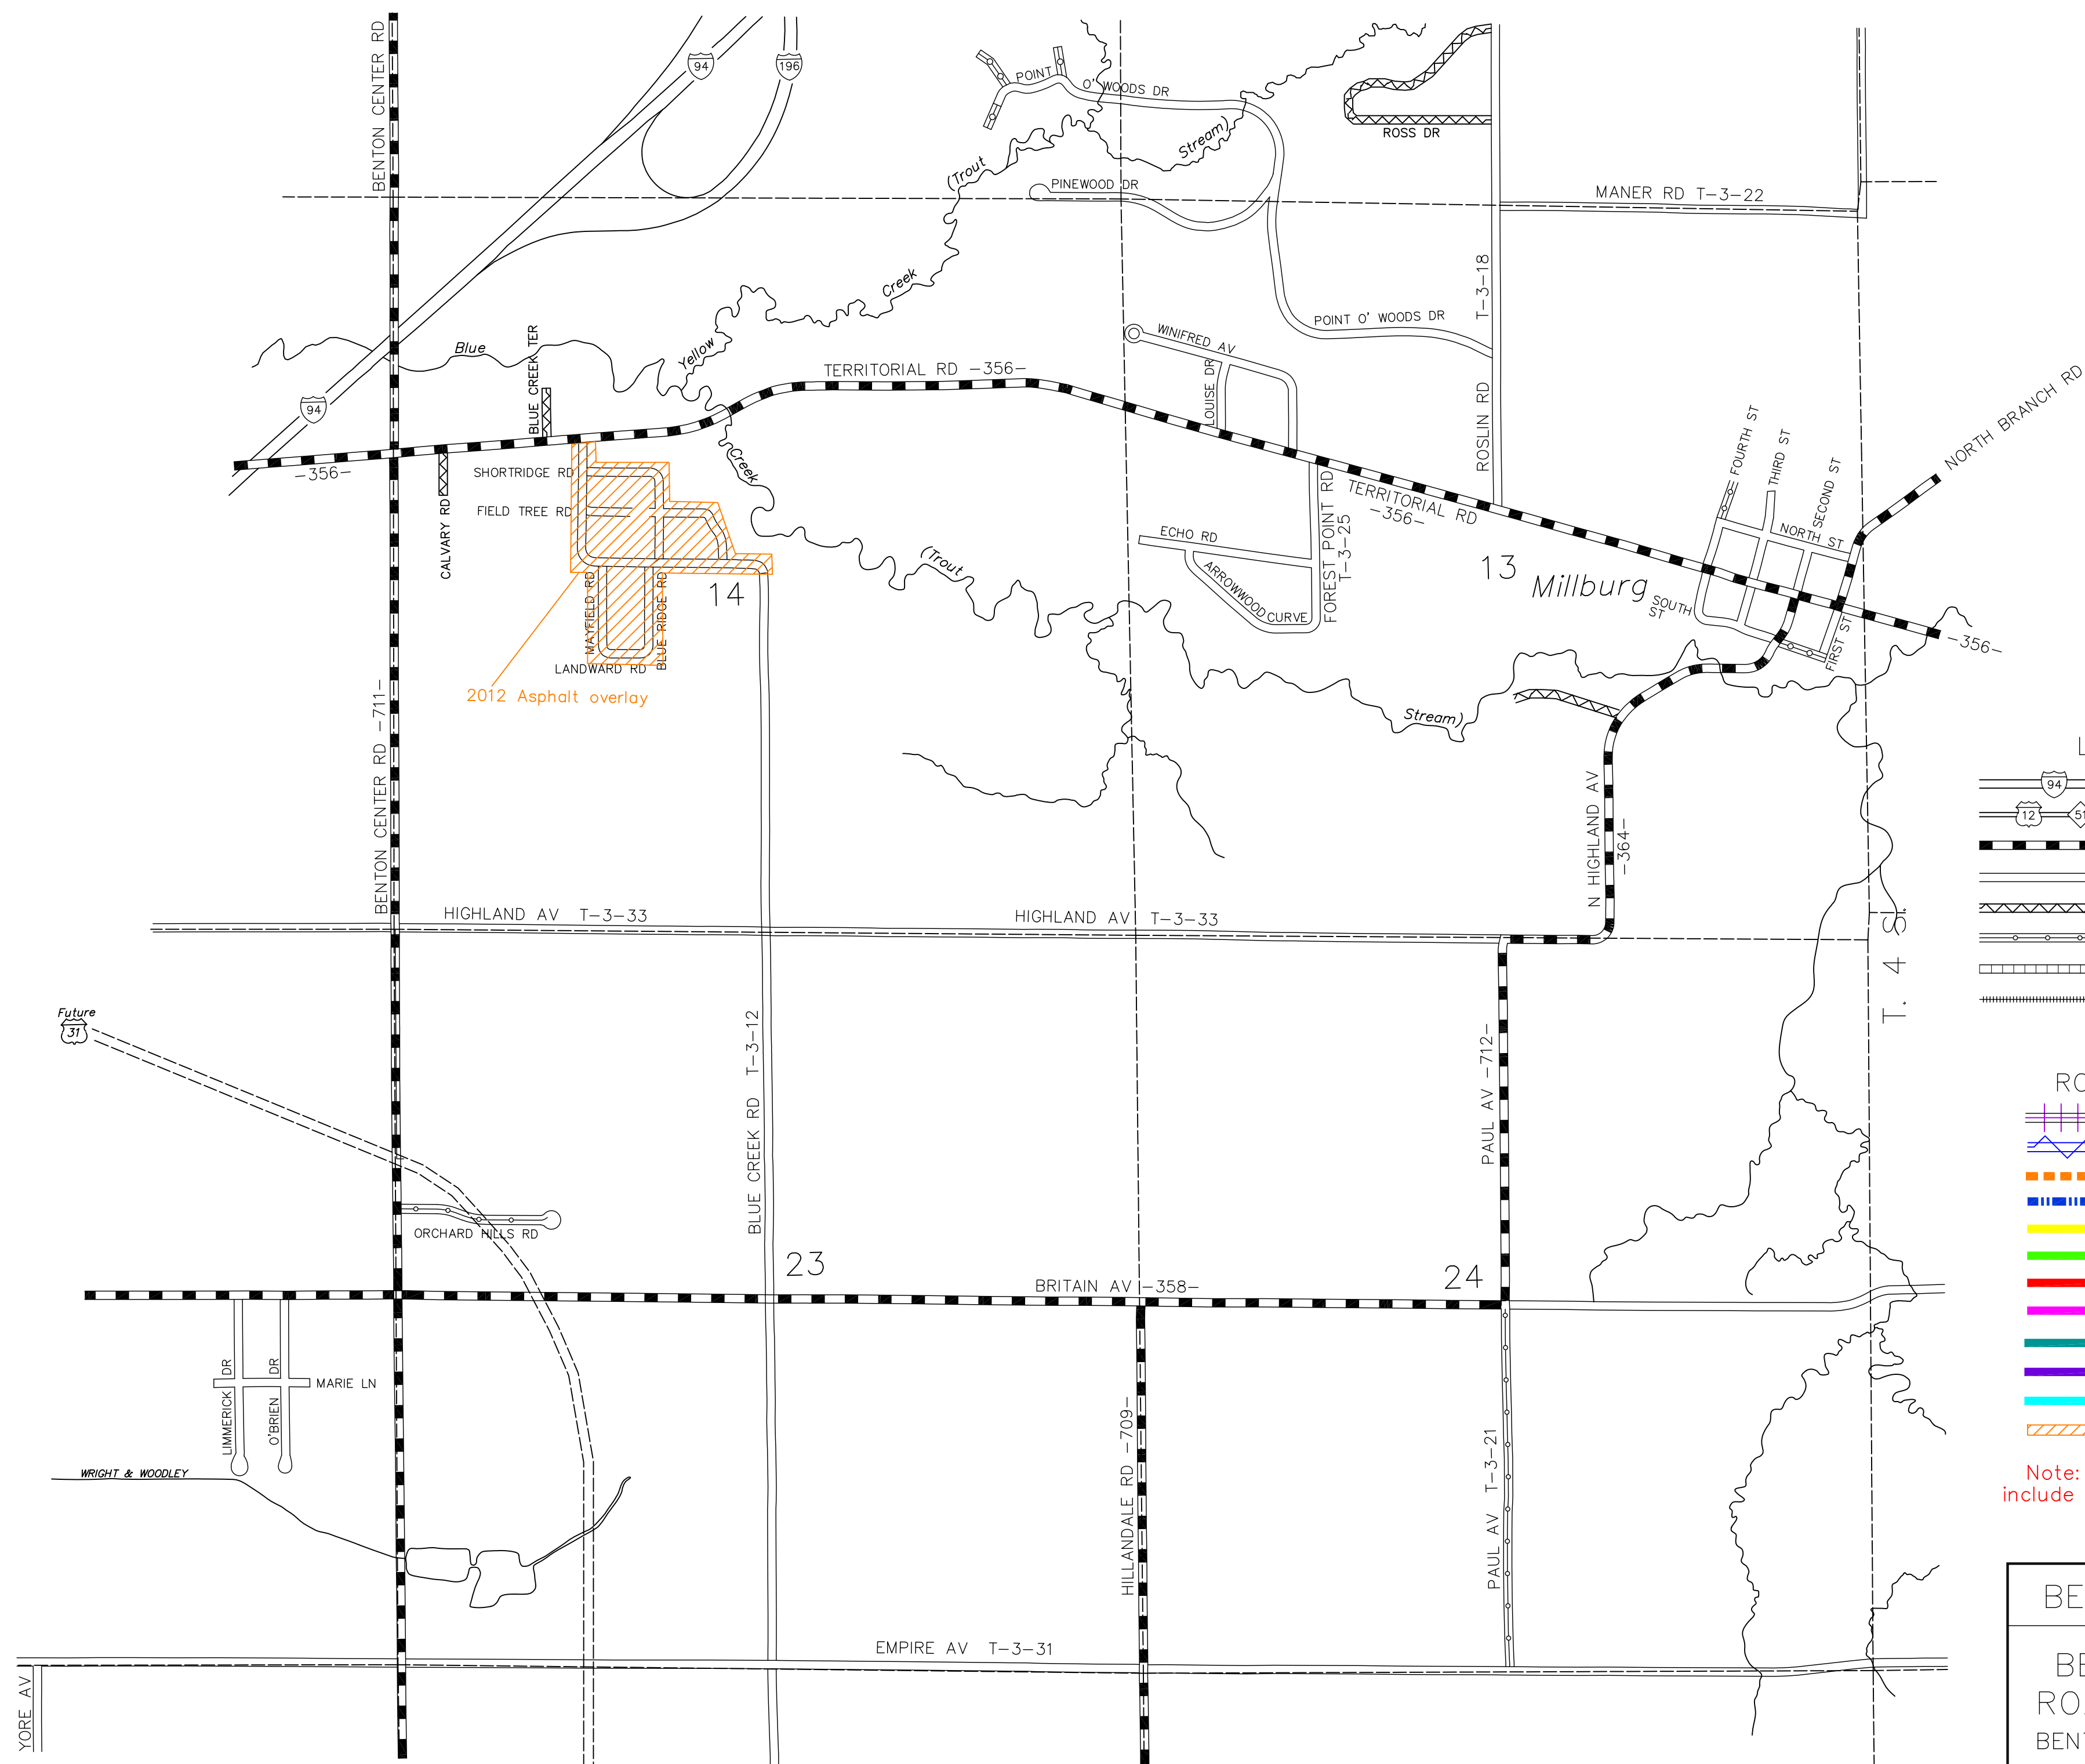 BENTON CENTER RD
94
196
POINT
O' WOODS DR
ROSS DR
(Trout
Stream)
PINEWOOD DR
MANER RD T-3-22
Creek
T-3-18
POINT O' WOODS DR
WINIFRED AV
LOUISE DR
Blue
Yellow
BLUE CREEK TER
TERRITORIAL RD -356-
94
ROSLIN RD
NORTH BRANCH RD
-356-
SHORTRIDGE RD
FIELD TREE RD
CALVARY RD
Creek
FOURTH ST
THIRD ST
SECOND ST
NORTH ST
TERRITORIAL RD
-356-
FOREST POINT RD
T-3-25
ECHO RD
ARROWWOOD CURVE
(Trout
13
Millburg
SOUTH
ST
FIRST ST
-356-
14
MAYFIELD RD
BLUE RIDGE RD
LANDWARD RD
2012 Asphalt overlay
Stream)
BENTON CENTER RD -711-
N HIGHLAND AV
-364-
L
94
12
51
HIGHLAND AV T-3-33
HIGHLAND AV T-3-33
T. 4 S.
Future
31
BLUE CREEK RD T-3-12
PAUL AV -712-
RO
ORCHARD HILLS RD
23
BRITAIN AV -358-
24
LIMMERICK DR
O'BRIEN DR
MARIE LN
HILLANDALE RD -709-
PAUL AV T-3-21
WRIGHT & WOODLEY
Note:
include
EMPIRE AV T-3-31
YORE AV
BE
BE
ROA
BENT